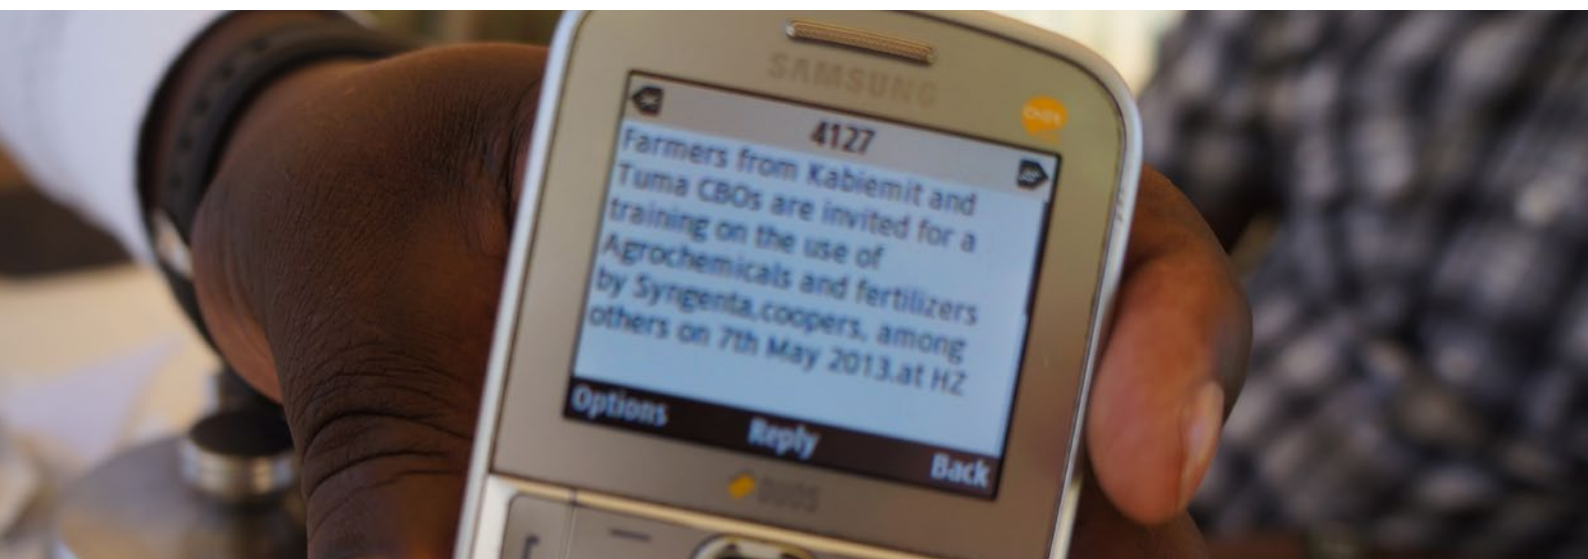 SAMSUNG
4127
Farmers from Kabiemit and
Tuma CBOs are invited for a
training on the use of
Agrochemicals and fertilizers
by Syngenta,coopers, among
others on 7th May 2013.at HZ
Options Reply Back
DUOS